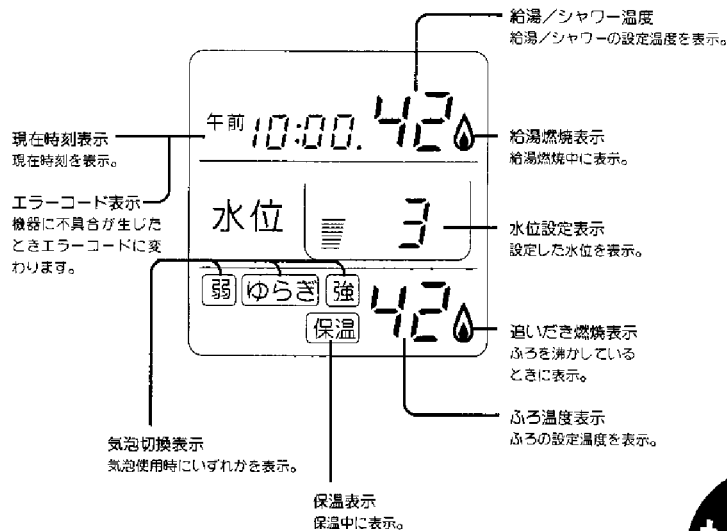 給湯／シャワー温度
給湯／シャワーの設定温度を表示。
午前 10:00. 42
現在時刻表示
現在時刻を表示。
給湯燃焼表示
給湯燃焼中に表示。
エラーコード表示
機器に不具合が生じた
ときエラーコードに変
わります。
水位 3
水位設定表示
設定した水位を表示。
弱 ゆらぎ 強 42
保温
追いだき燃焼表示
ふろを沸かしている
ときに表示。
ふろ温度表示
ふろの設定温度を表示。
気泡切換表示
気泡使用時にいずれかを表示。
保温表示
保温中に表示。